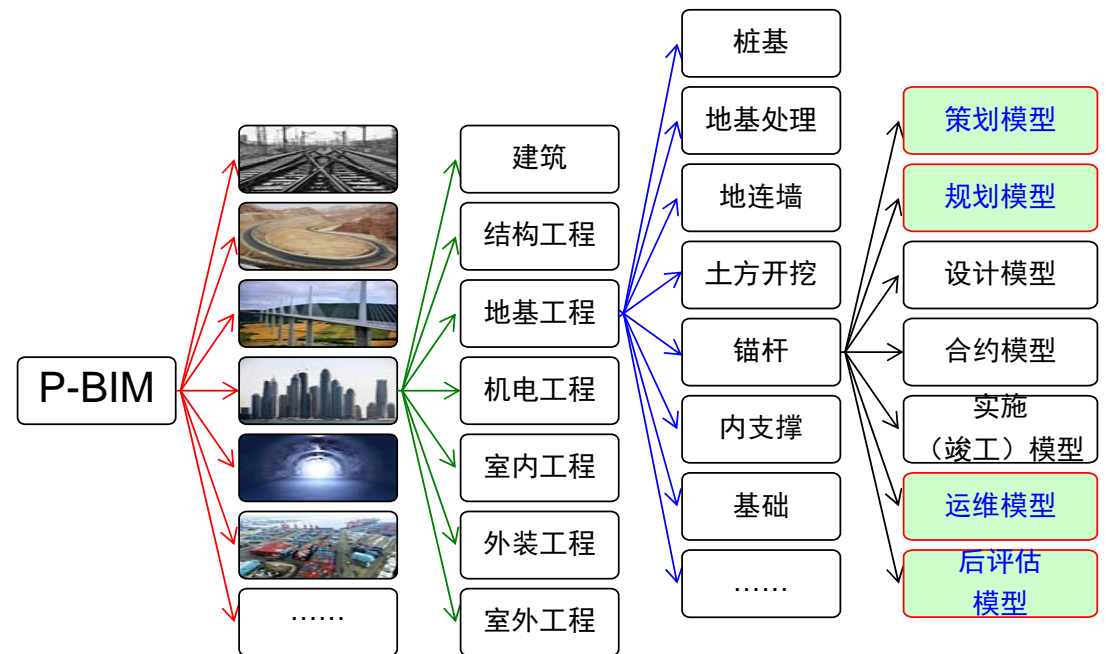 P-BIM
……
建筑
结构工程
地基工程
机电工程
室内工程
外装工程
室外工程
桩基
地基处理
地连墙
土方开挖
锚杆
内支撑
基础
……
策划模型
规划模型
设计模型
合约模型
实施
（竣工）模型
运维模型
后评估
模型